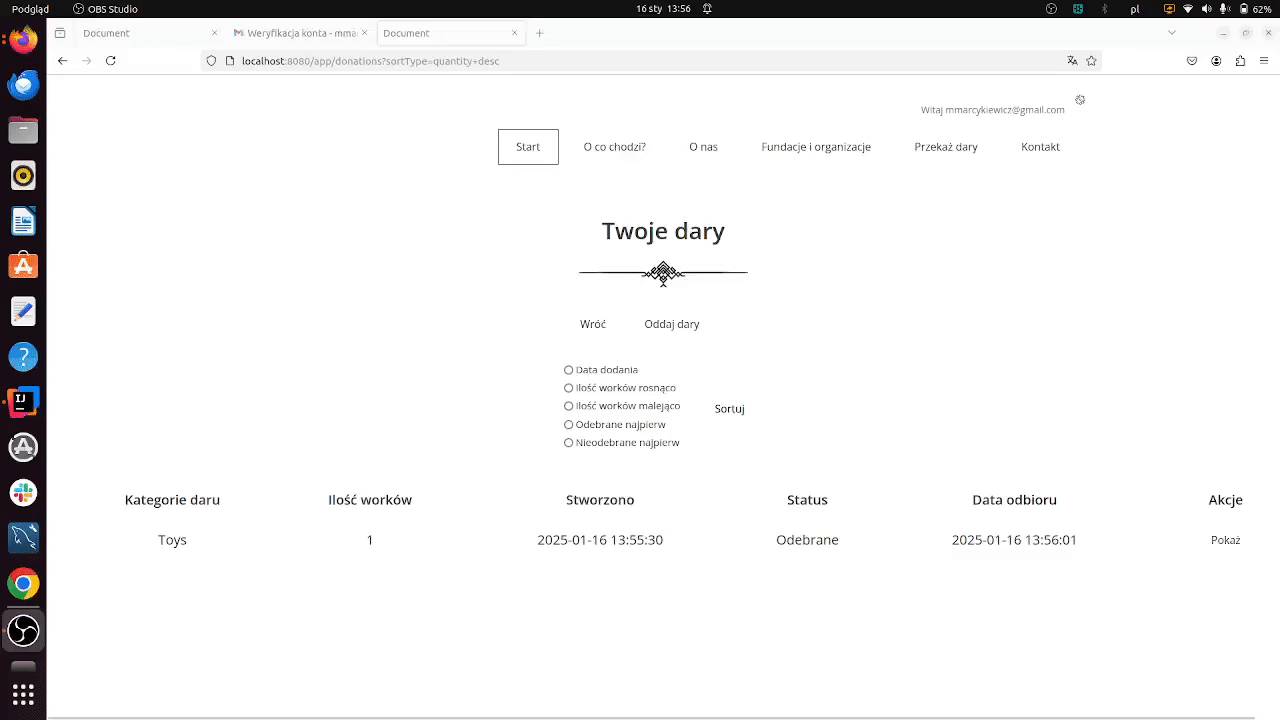 Podgląd OBS Studio 16 sty 13:56 pl 62%
Document Weryfikacja konta - mma Document
localhost:8080/app/donations?sortType=quantity+desc
Witaj mmarcykiewicz@gmail.com
Start O co chodzi? O nas Fundacje i organizacje Przekaż dary Kontakt
Twoje dary
Wróć Oddaj dary
Data dodania
Ilość worków rosnąco
Ilość worków malejąco
Sortuj
Odebrane najpierw
Nieodebrane najpierw
Kategorie daru Ilość worków Stworzono Status Data odbioru Akcje
Toys 1 2025-01-16 13:55:30 Odebrane 2025-01-16 13:56:01 Pokaż